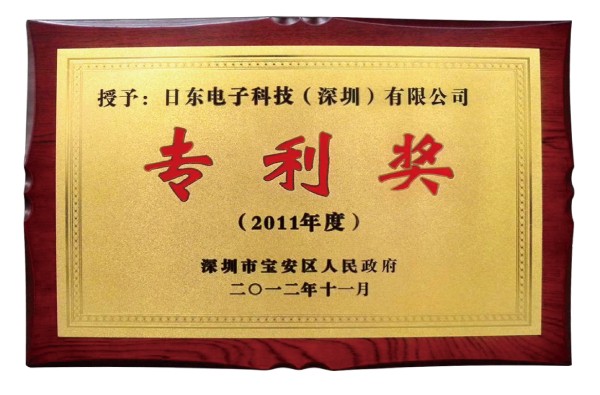 授予：日东电子科技（深圳）有限公司
专利奖
（2011年度）
深圳市宝安区人民政府
二〇一二年十一月